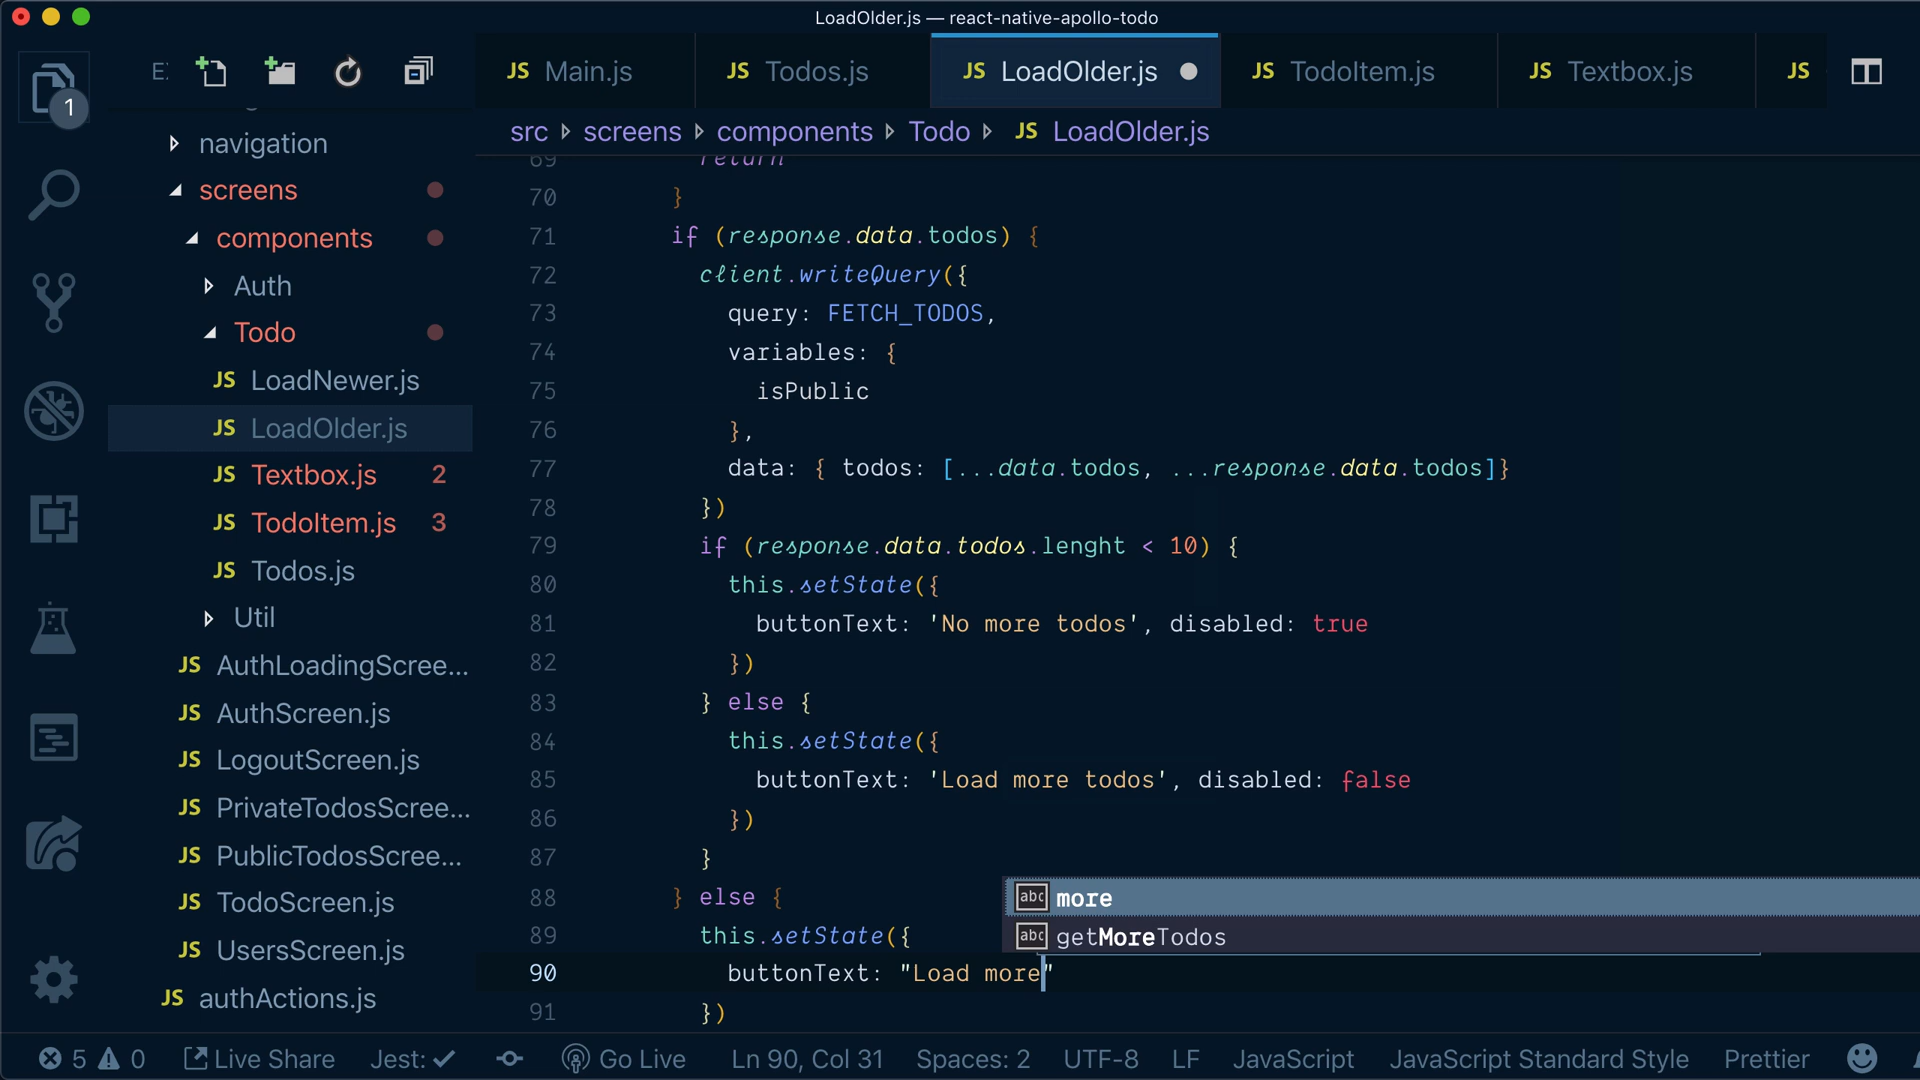 LoadOlder.js — react-native-apollo-todo
E:
JS Main.js
JS Todos.js
JS LoadOlder.js
JS TodoItem.js
JS Textbox.js
JS
1
src screens components Todo JS LoadOlder.js
navigation
screens
components
Auth
Todo
JS LoadNewer.js
JS LoadOlder.js
JS Textbox.js 2
JS TodoItem.js 3
JS Todos.js
Util
JS AuthLoadingScree...
JS AuthScreen.js
JS LogoutScreen.js
JS PrivateTodosScree...
JS PublicTodosScree...
JS TodoScreen.js
JS UsersScreen.js
JS authActions.js
69 return
70 }
71 if (response.data.todos) {
72 client.writeQuery({
73 query: FETCH_TODOS,
74 variables: {
75 isPublic
76 },
77 data: { todos: [...data.todos, ...response.data.todos]}
78 })
79 if (response.data.todos.lenght < 10) {
80 this.setState({
81 buttonText: 'No more todos', disabled: true
82 })
83 } else {
84 this.setState({
85 buttonText: 'Load more todos', disabled: false
86 })
87 }
88 } else {
89 this.setState({
90 buttonText: "Load more"
91 })
abc more
abc getMoreTodos
5 0 Live Share Jest: Go Live Ln 90, Col 31 Spaces: 2 UTF-8 LF JavaScript JavaScript Standard Style Prettier